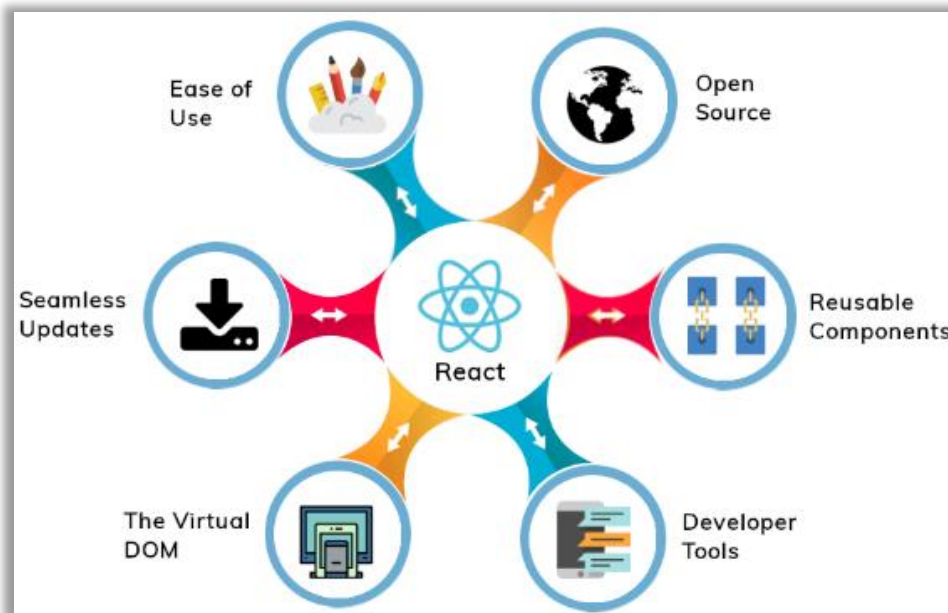 Ease of
Use
Open
Source
Seamless
Updates
React
Reusable
Components
The Virtual
DOM
Developer
Tools